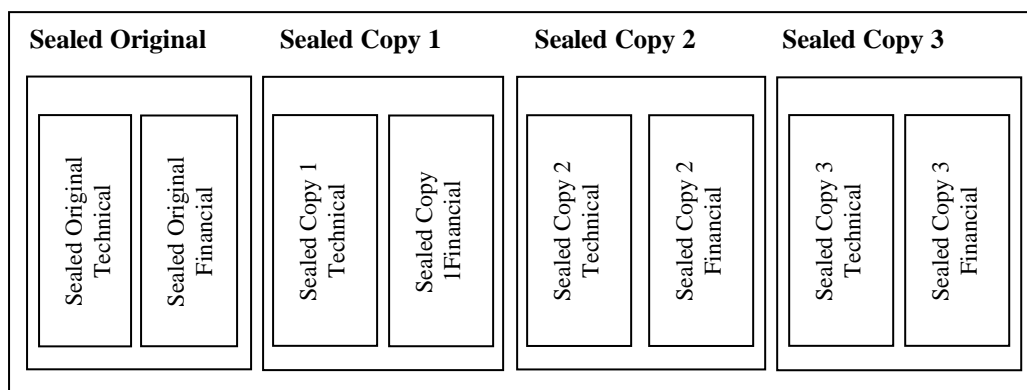 Sealed Original
Sealed Copy 1
Sealed Copy 2
Sealed Copy 3
Sealed Original
Technical
Sealed Original
Financial
Sealed Copy 1
Technical
Sealed Copy
1Financial
Sealed Copy 2
Technical
Sealed Copy 2
Financial
Sealed Copy 3
Technical
Sealed Copy 3
Financial